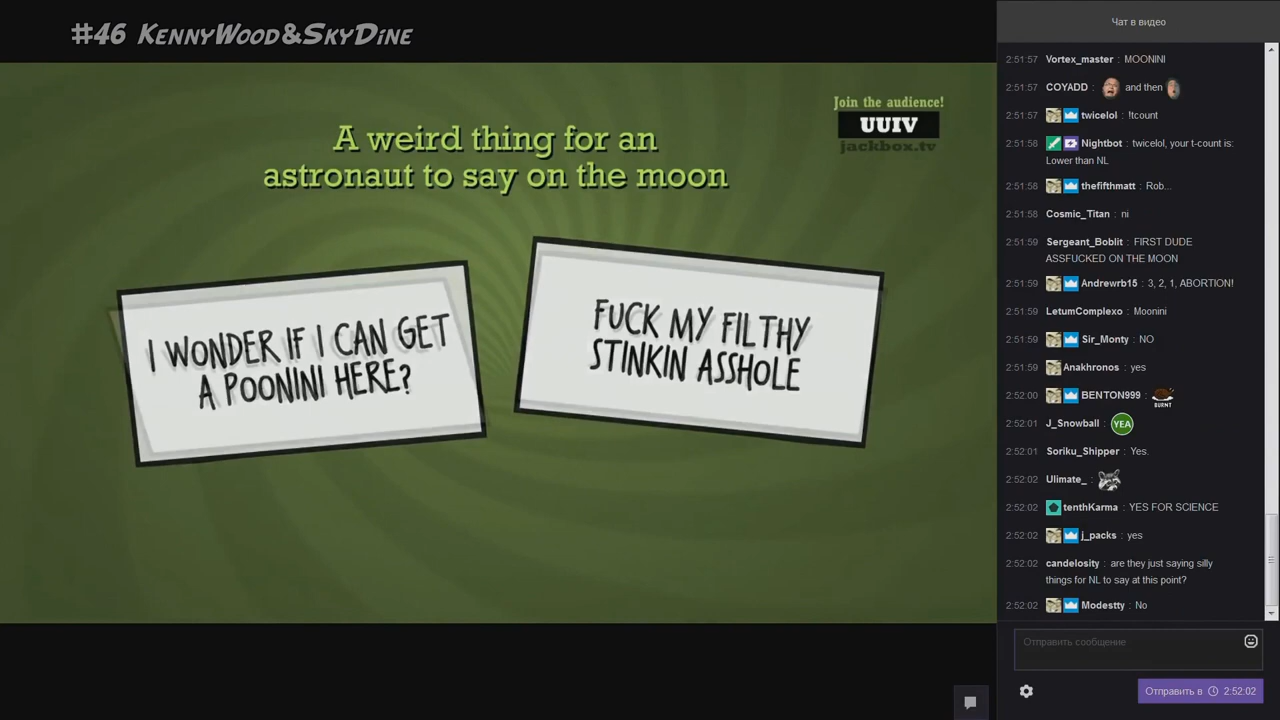 #46 KennyWood&SkyDine
Join the audience!
UUIV
jackbox.tv
A weird thing for an
astronaut to say on the moon
I WONDER IF I CAN GET
A POONINI HERE?
FUCK MY FILTHY
STINKIN ASSHOLE
Чат в видео
2:51:57 Vortex_master : MOONINI
2:51:57 COYADD : and then
2:51:57 twicelol : !tcount
2:51:58 Nightbot : twicelol, your t-count is:
Lower than NL
2:51:58 thefifthmatt : Rob...
2:51:58 Cosmic_Titan : ni
2:51:59 Sergeant_Boblit : FIRST DUDE
ASSFUCKED ON THE MOON
2:51:59 Andrewrb15 : 3, 2, 1, ABORTION!
2:51:59 LetumComplexo : Moonini
2:51:59 Sir_Monty : NO
2:51:59 Anakhronos : yes
2:52:00 BENTON999 : BURNT
2:52:01 J_Snowball : YEA
2:52:01 Soriku_Shipper : Yes.
2:52:02 Ulimate_ :
2:52:02 tenthKarma : YES FOR SCIENCE
2:52:02 j_packs : yes
2:52:02 candelosity : are they just saying silly
things for NL to say at this point?
2:52:02 Modestty : No
Отправить сообщение
Отправить в 2:52:02